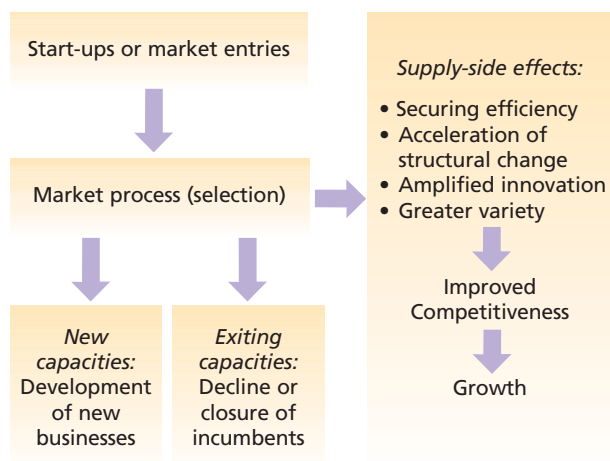 Start-ups or market entries
Market process (selection)
New
capacities:
Development
of new
businesses
Exiting
capacities:
Decline or
closure of
incumbents
Supply-side effects:
• Securing efficiency
• Acceleration of
structural change
• Amplified innovation
• Greater variety
Improved
Competitiveness
Growth